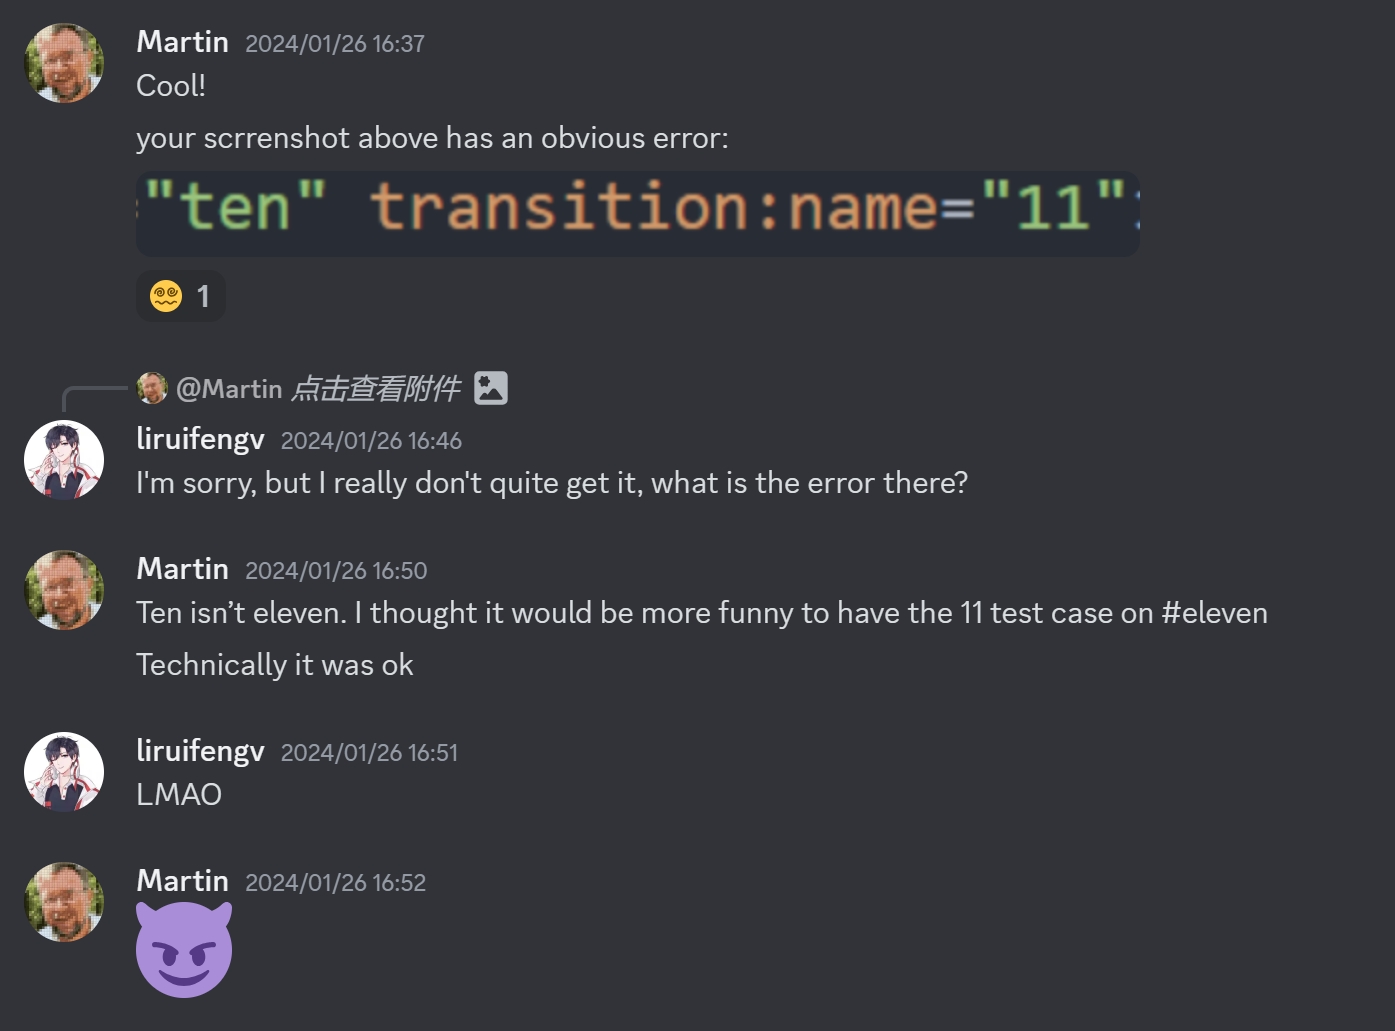 Martin 2024/01/26 16:37
Cool!
your scrrenshot above has an obvious error:
"ten" transition:name="11"
1
@Martin 点击查看附件
liruifengv 2024/01/26 16:46
I'm sorry, but I really don't quite get it, what is the error there?
Martin 2024/01/26 16:50
Ten isn’t eleven. I thought it would be more funny to have the 11 test case on #eleven
Technically it was ok
liruifengv 2024/01/26 16:51
LMAO
Martin 2024/01/26 16:52